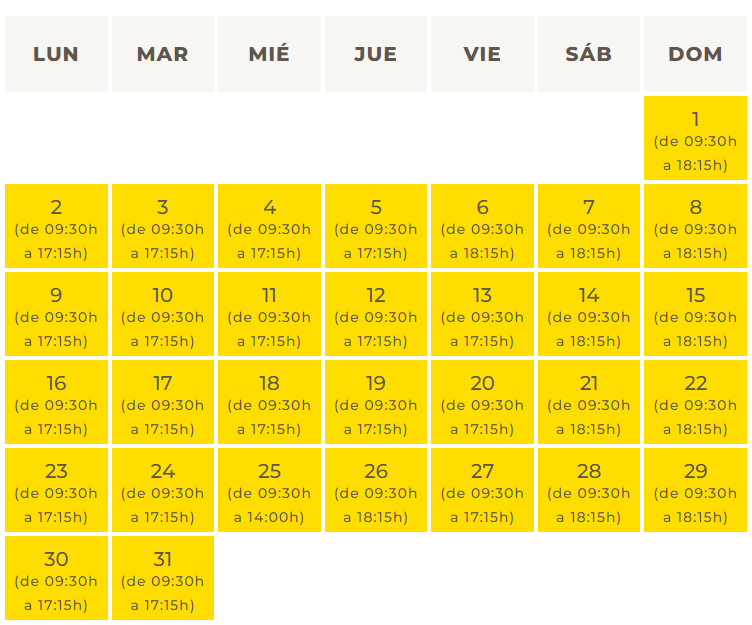 LUN MAR MIÉ JUE VIE SÁB DOM
1
(de 09:30h
a 18:15h)
2 3 4 5 6 7 8
(de 09:30h (de 09:30h (de 09:30h (de 09:30h (de 09:30h (de 09:30h (de 09:30h
a 17:15h) a 17:15h) a 17:15h) a 17:15h) a 18:15h) a 18:15h) a 18:15h)
9 10 11 12 13 14 15
(de 09:30h (de 09:30h (de 09:30h (de 09:30h (de 09:30h (de 09:30h (de 09:30h
a 17:15h) a 17:15h) a 17:15h) a 17:15h) a 17:15h) a 18:15h) a 18:15h)
16 17 18 19 20 21 22
(de 09:30h (de 09:30h (de 09:30h (de 09:30h (de 09:30h (de 09:30h (de 09:30h
a 17:15h) a 17:15h) a 17:15h) a 17:15h) a 17:15h) a 18:15h) a 18:15h)
23 24 25 26 27 28 29
(de 09:30h (de 09:30h (de 09:30h (de 09:30h (de 09:30h (de 09:30h (de 09:30h
a 17:15h) a 17:15h) a 14:00h) a 18:15h) a 17:15h) a 18:15h) a 18:15h)
30 31
(de 09:30h (de 09:30h
a 17:15h) a 17:15h)